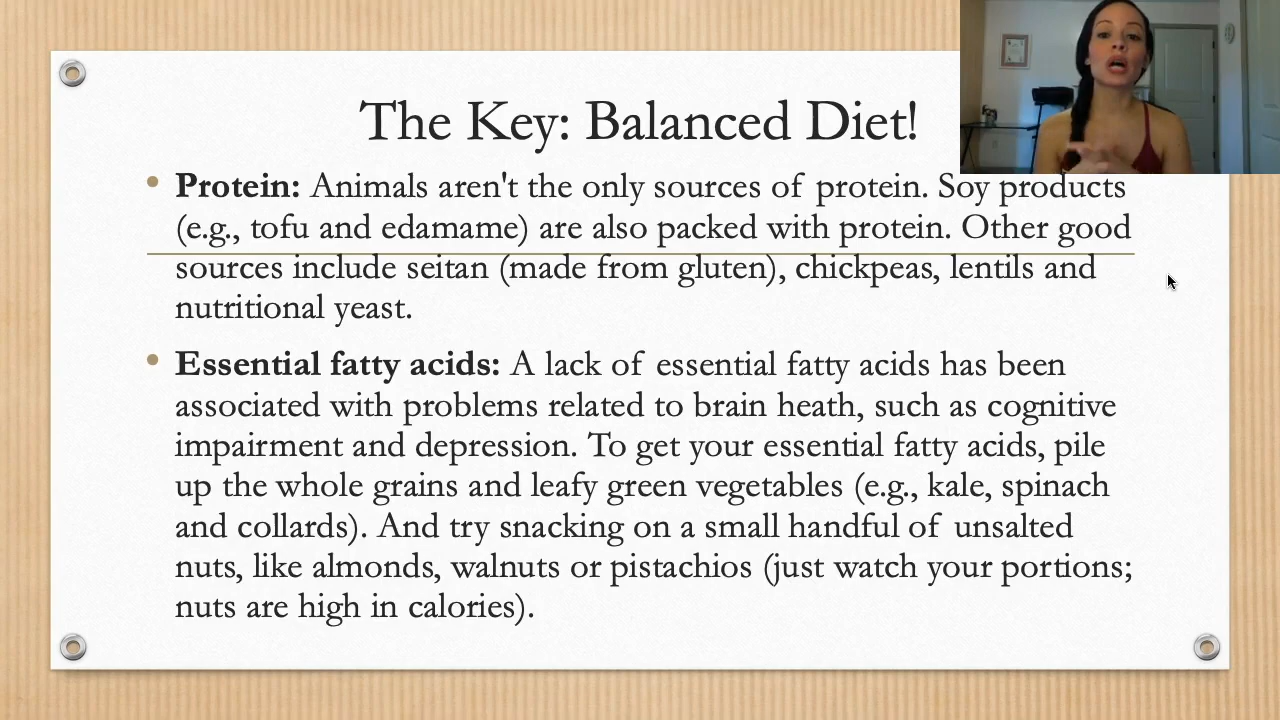 The Key: Balanced Diet!
Protein: Animals aren't the only sources of protein. Soy products
(e.g., tofu and edamame) are also packed with protein. Other good
sources include seitan (made from gluten), chickpeas, lentils and
nutritional yeast.
Essential fatty acids: A lack of essential fatty acids has been
associated with problems related to brain heath, such as cognitive
impairment and depression. To get your essential fatty acids, pile
up the whole grains and leafy green vegetables (e.g., kale, spinach
and collards). And try snacking on a small handful of unsalted
nuts, like almonds, walnuts or pistachios (just watch your portions;
nuts are high in calories).